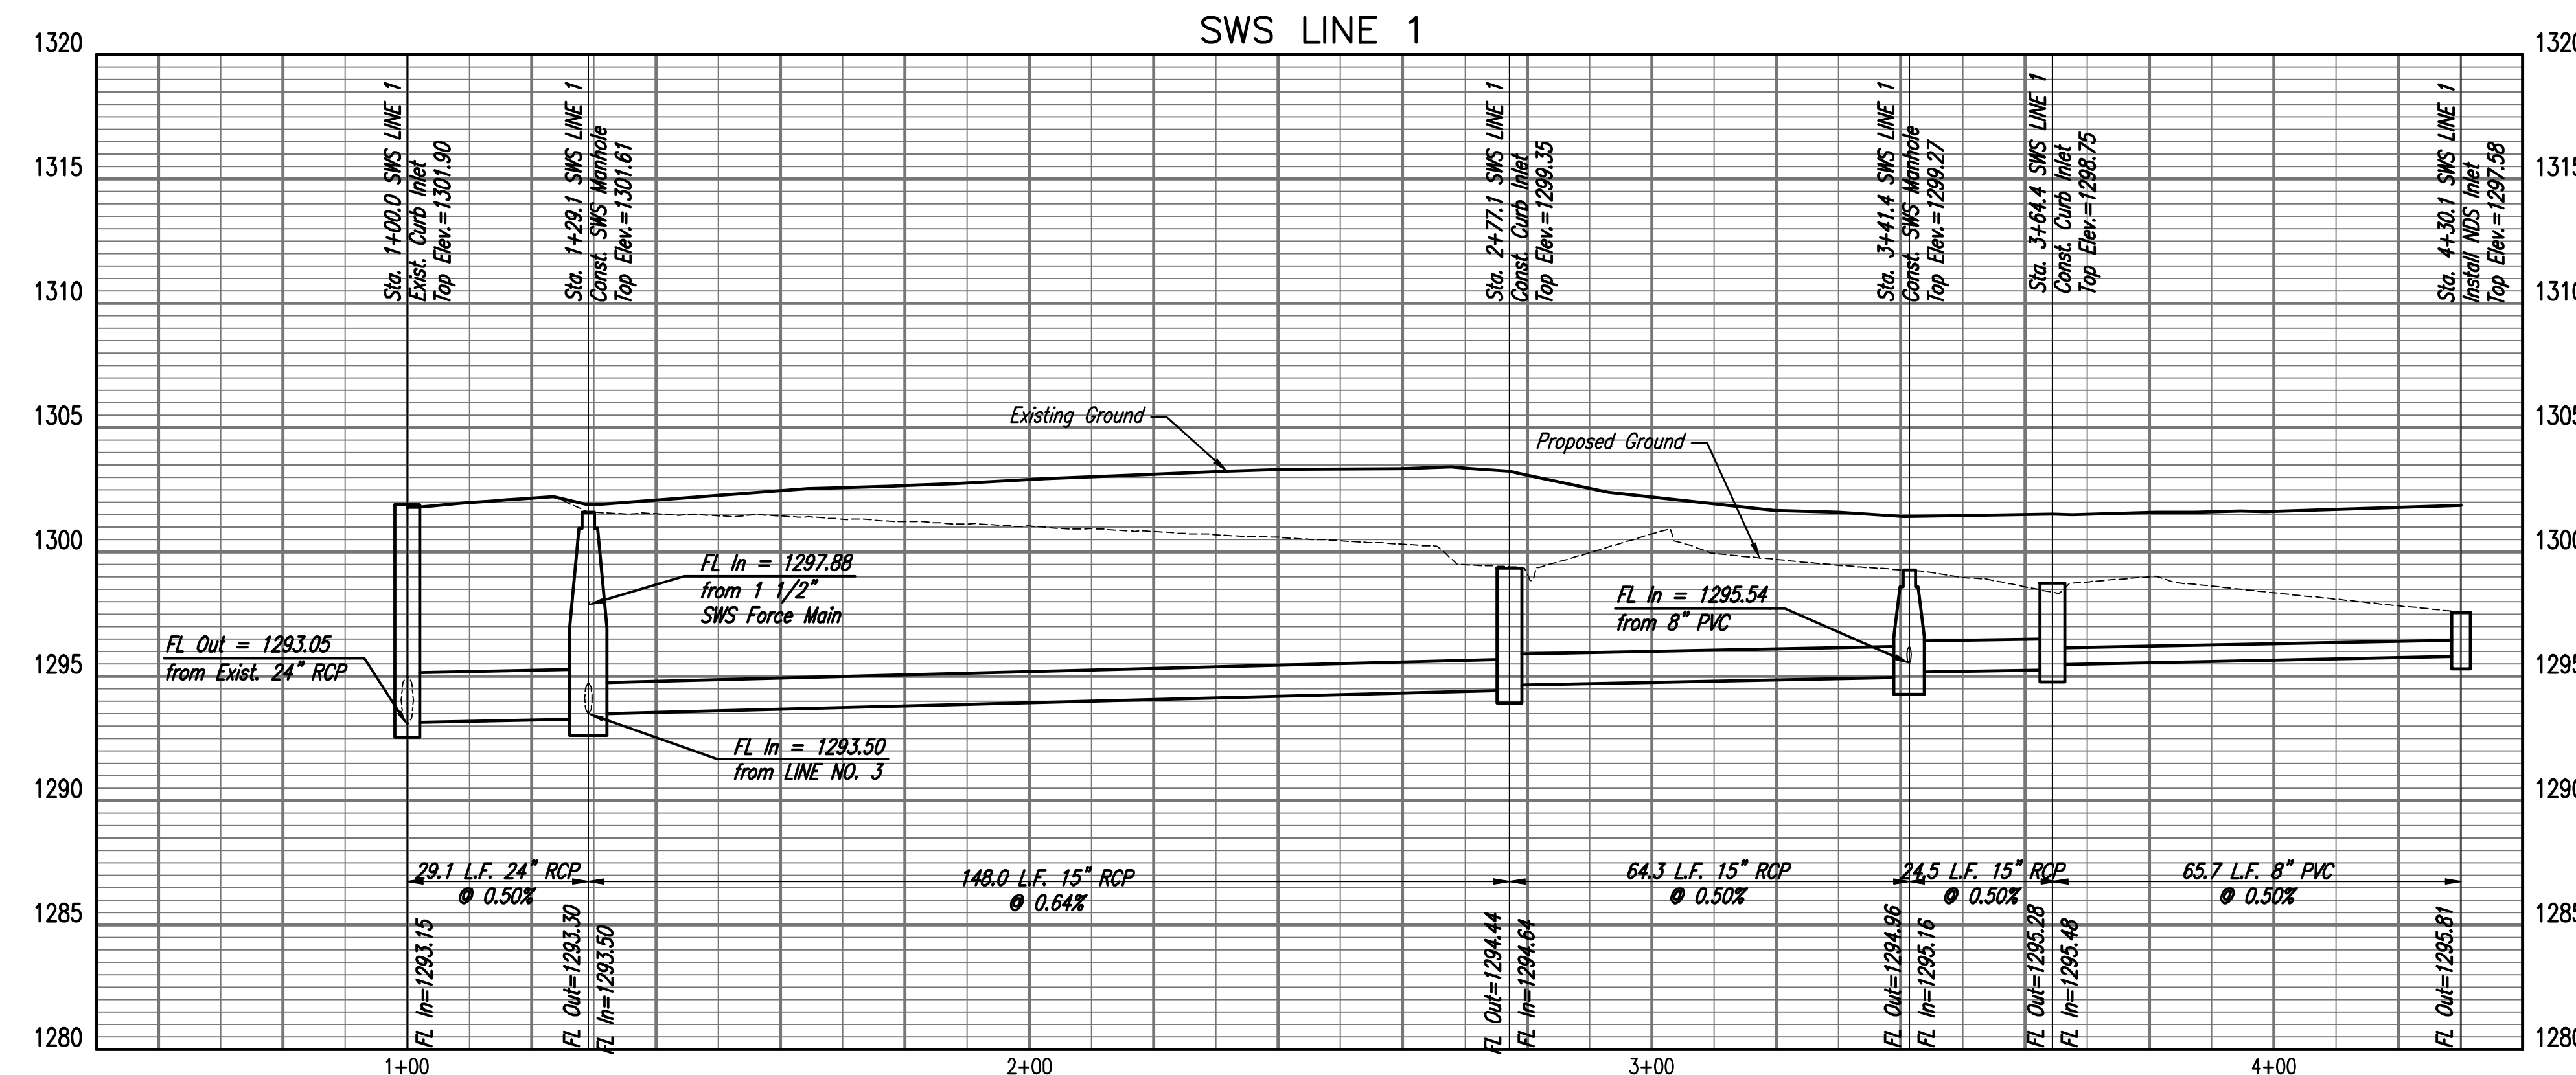 SWS LINE 1
1320
1320
1315
1315
1310
1310
1305
1305
1300
1300
1295
1295
1290
1290
1285
1285
1280
1280
Sta. 1+00.0 SWS LINE 1
Exist. Curb Inlet
Top Elev.=1301.90
Sta. 1+29.1 SWS LINE 1
Const. SWS Manhole
Top Elev.=1301.61
Sta. 2+77.1 SWS LINE 1
Const. Curb Inlet
Top Elev.=1299.35
Sta. 3+41.4 SWS LINE 1
Const. SWS Manhole
Top Elev.=1299.27
Sta. 3+64.4 SWS LINE 1
Const. Curb Inlet
Top Elev.=1298.75
Sta. 4+30.1 SWS LINE 1
Install NDS Inlet
Top Elev.=1297.58
Existing Ground
Proposed Ground
FL In = 1297.88
from 1 1/2"
SWS Force Main
FL In = 1295.54
from 8" PVC
FL Out = 1293.05
from Exist. 24" RCP
FL In = 1293.50
from LINE NO. 3
29.1 L.F. 24" RCP
@ 0.50%
148.0 L.F. 15" RCP
@ 0.64%
64.3 L.F. 15" RCP
@ 0.50%
24.5 L.F. 15" RCP
@ 0.50%
65.7 L.F. 8" PVC
@ 0.50%
FL In=1293.15
FL Out=1293.30
FL In=1293.50
FL Out=1294.44
FL In=1294.64
FL Out=1294.96
FL In=1295.16
FL Out=1295.28
FL In=1295.48
FL Out=1295.81
1+00
2+00
3+00
4+00